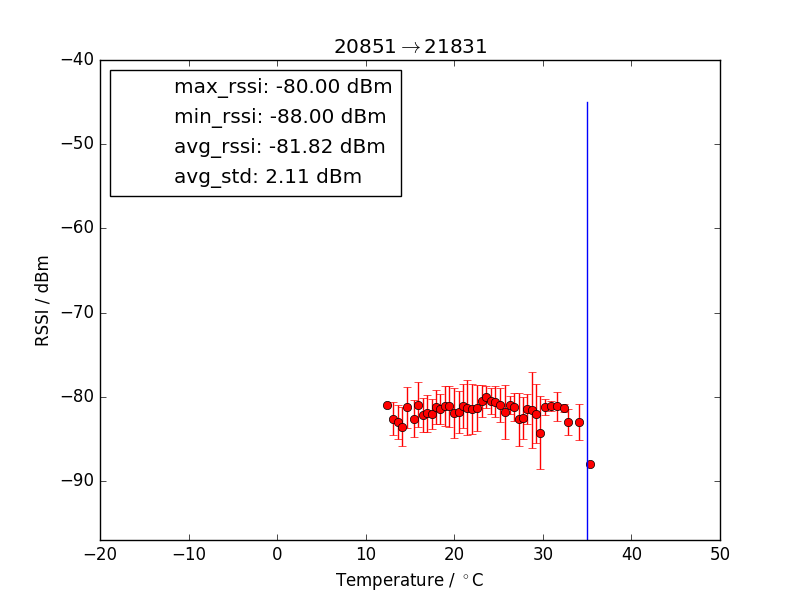 20851→21831
max_rssi: -80.00 dBm
min_rssi: -88.00 dBm
avg_rssi: -81.82 dBm
avg_std: 2.11 dBm
RSSI / dBm
−40
−50
−60
−70
−80
−90
−20 −10 0 10 20 30 40 50
Temperature / °C